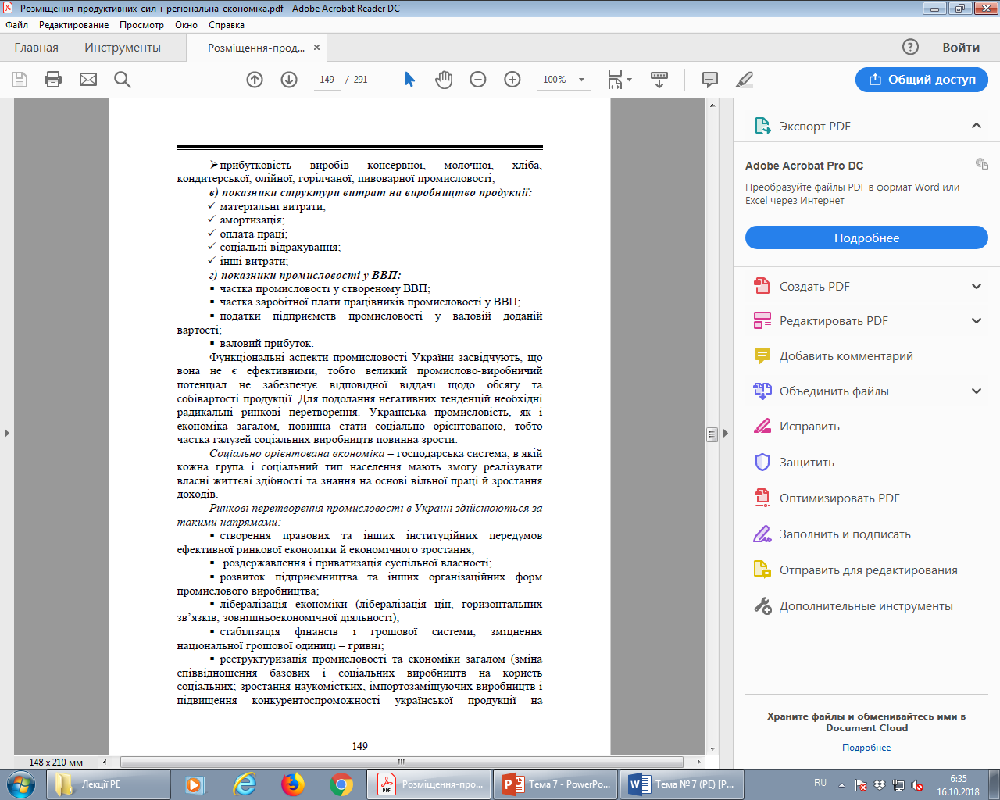 Розміщення-продуктивних-сил-і-регіональна-економіка.pdf - Adobe Acrobat Reader DC
Файл Редактирование Просмотр Окно Справка
Главная Инструменты Розміщення-прод... ×
Войти
149 / 291 100% Общий доступ
прибутковість виробів консервної, молочної, хліба,
кондитерської, олійної, горілчаної, пивоварної промисловості;
в) показники структури витрат на виробництво продукції:
✓ матеріальні витрати;
✓ амортизація;
✓ оплата праці;
✓ соціальні відрахування;
✓ інші витрати;
г) показники промисловості у ВВП:
▪ частка промисловості у створеному ВВП;
▪ частка заробітної плати працівників промисловості у ВВП;
▪ податки підприємств промисловості у валовій доданій
вартості;
▪ валовий прибуток.
Функціональні аспекти промисловості України засвідчують, що
вона не є ефективними, тобто великий промислово-виробничий
потенціал не забезпечує відповідної віддачі щодо обсягу та
собівартості продукції. Для подолання негативних тенденцій необхідні
радикальні ринкові перетворення. Українська промисловість, як і
економіка загалом, повинна стати соціально орієнтованою, тобто
частка галузей соціальних виробництв повинна зрости.
Соціально орієнтована економіка – господарська система, в якій
кожна група і соціальний тип населення мають змогу реалізувати
власні життєві здібності та знання на основі вільної праці й зростання
доходів.
Ринкові перетворення промисловості в Україні здійснюються за
такими напрямами:
▪ створення правових та інших інституційних передумов
ефективної ринкової економіки й економічного зростання;
▪ роздержавлення і приватизація суспільної власності;
▪ розвиток підприємництва та інших організаційних форм
промислового виробництва;
▪ лібералізація економіки (лібералізація цін, горизонтальних
зв’язків, зовнішньоекономічної діяльності);
▪ стабілізація фінансів і грошової системи, зміцнення
національної грошової одиниці – гривні;
▪ реструктуризація промисловості та економіки загалом (зміна
співвідношення базових і соціальних виробництв на користь
соціальних; зростання наукомістких, імпортозаміщуючих виробництв і
підвищення конкурентоспроможності української продукції на
149
148 x 210 мм
Экспорт PDF
Adobe Acrobat Pro DC
Преобразуйте файлы PDF в формат Word или
Excel через Интернет
Подробнее
Создать PDF
Редактировать PDF
Добавить комментарий
Объединить файлы
Исправить
Защитить
Оптимизировать PDF
Заполнить и подписать
Отправить для редактирования
Дополнительные инструменты
Храните файлы и обменивайтесь ими в
Document Cloud
Подробнее
Лекції РЕ
Розміщення-про...
Тема 7 - PowerPo...
Тема № 7 (РЕ) [Р...
RU
6:35
16.10.2018